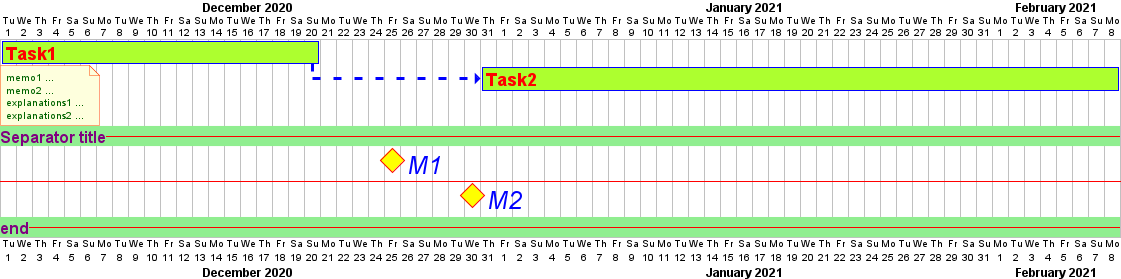 December 2020 January 2021 February 2021
Tu We Th Fr Sa Su Mo Tu We Th Fr Sa Su Mo Tu We Th Fr Sa Su Mo Tu We Th Fr Sa Su Mo Tu We Th Fr Sa Su Mo Tu We Th Fr Sa Su Mo Tu We Th Fr Sa Su Mo Tu We Th Fr Sa Su Mo Tu We Th Fr Sa Su Mo Tu We Th Fr Sa Su Mo
1 2 3 4 5 6 7 8 9 10 11 12 13 14 15 16 17 18 19 20 21 22 23 24 25 26 27 28 29 30 31 1 2 3 4 5 6 7 8 9 10 11 12 13 14 15 16 17 18 19 20 21 22 23 24 25 26 27 28 29 30 31 1 2 3 4 5 6 7 8
Task1
memo1 ...
memo2 ...
explanations1 ...
explanations2 ...
Task2
Separator title
M1
M2
end
Tu We Th Fr Sa Su Mo Tu We Th Fr Sa Su Mo Tu We Th Fr Sa Su Mo Tu We Th Fr Sa Su Mo Tu We Th Fr Sa Su Mo Tu We Th Fr Sa Su Mo Tu We Th Fr Sa Su Mo Tu We Th Fr Sa Su Mo Tu We Th Fr Sa Su Mo Tu We Th Fr Sa Su Mo
1 2 3 4 5 6 7 8 9 10 11 12 13 14 15 16 17 18 19 20 21 22 23 24 25 26 27 28 29 30 31 1 2 3 4 5 6 7 8 9 10 11 12 13 14 15 16 17 18 19 20 21 22 23 24 25 26 27 28 29 30 31 1 2 3 4 5 6 7 8
December 2020 January 2021 February 2021